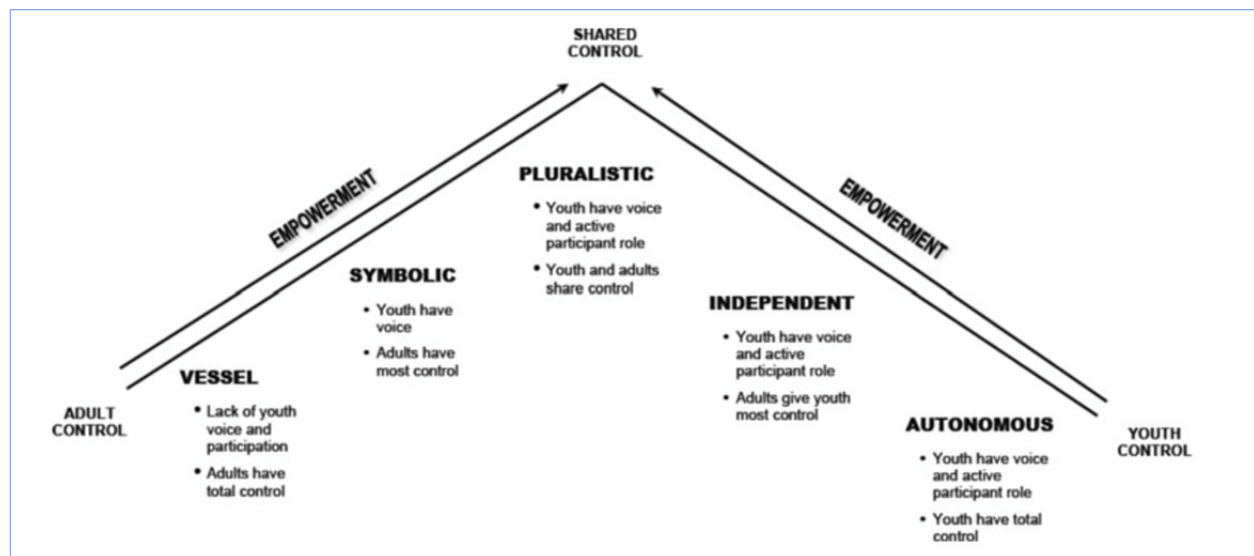 SHARED
CONTROL
EMPOWERMENT
EMPOWERMENT
PLURALISTIC
• Youth have voice
and active
participant role
• Youth and adults
share control
SYMBOLIC
• Youth have
voice
• Adults have
most control
INDEPENDENT
• Youth have voice
and active
participant role
• Adults give youth
most control
VESSEL
• Lack of youth
voice and
participation
• Adults have
total control
ADULT
CONTROL
AUTONOMOUS
• Youth have voice
and active
participant role
• Youth have total
control
YOUTH
CONTROL